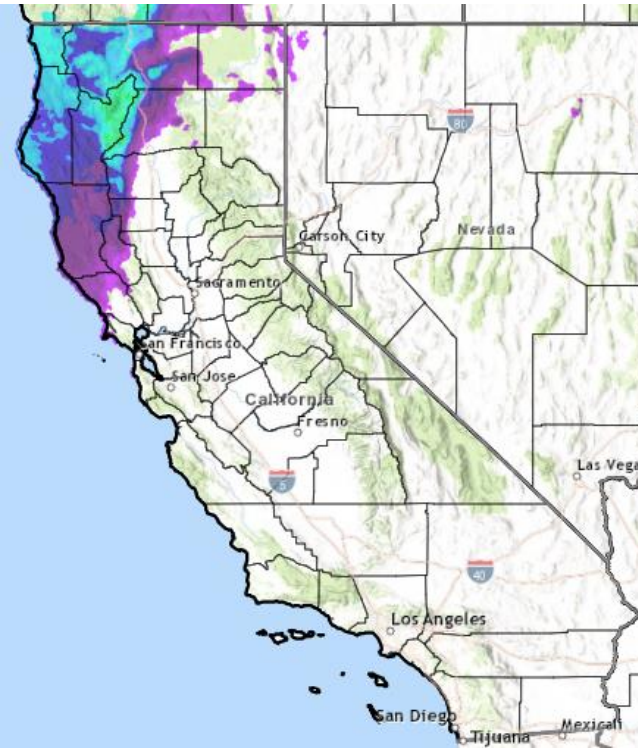 80
Nevada
Carson City
Sacramento
San Francisco
San Jose
California
Fresno
5
Las Vega
40
Los Angeles
San Diego
Tijuana
Mexicali